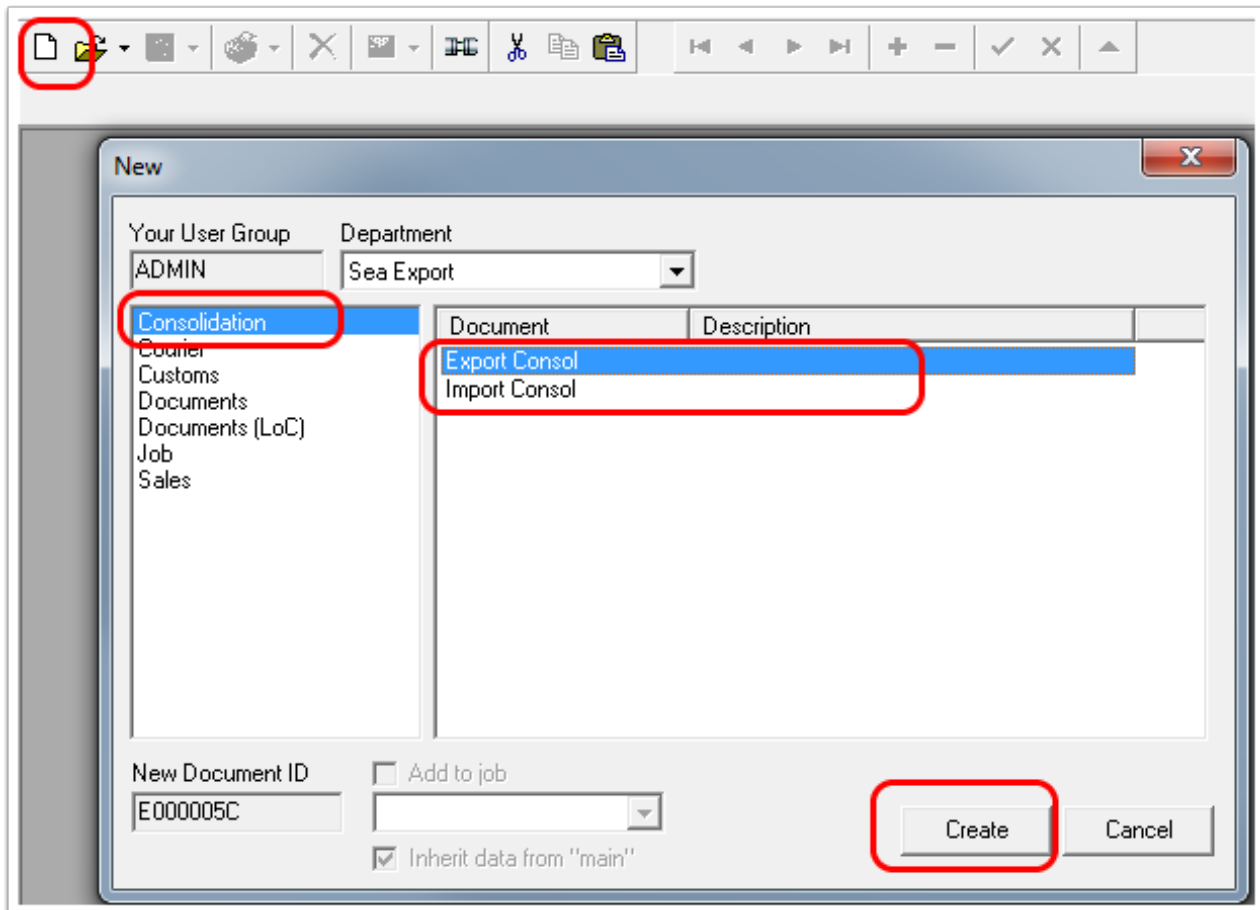 New
Your User Group Department
ADMIN Sea Export
Consolidation
Courier
Customs
Documents
Documents (LoC)
Job
Sales
Document Description
Export Consol
Import Consol
New Document ID Add to job
E000005C
Inherit data from "main"
Create Cancel